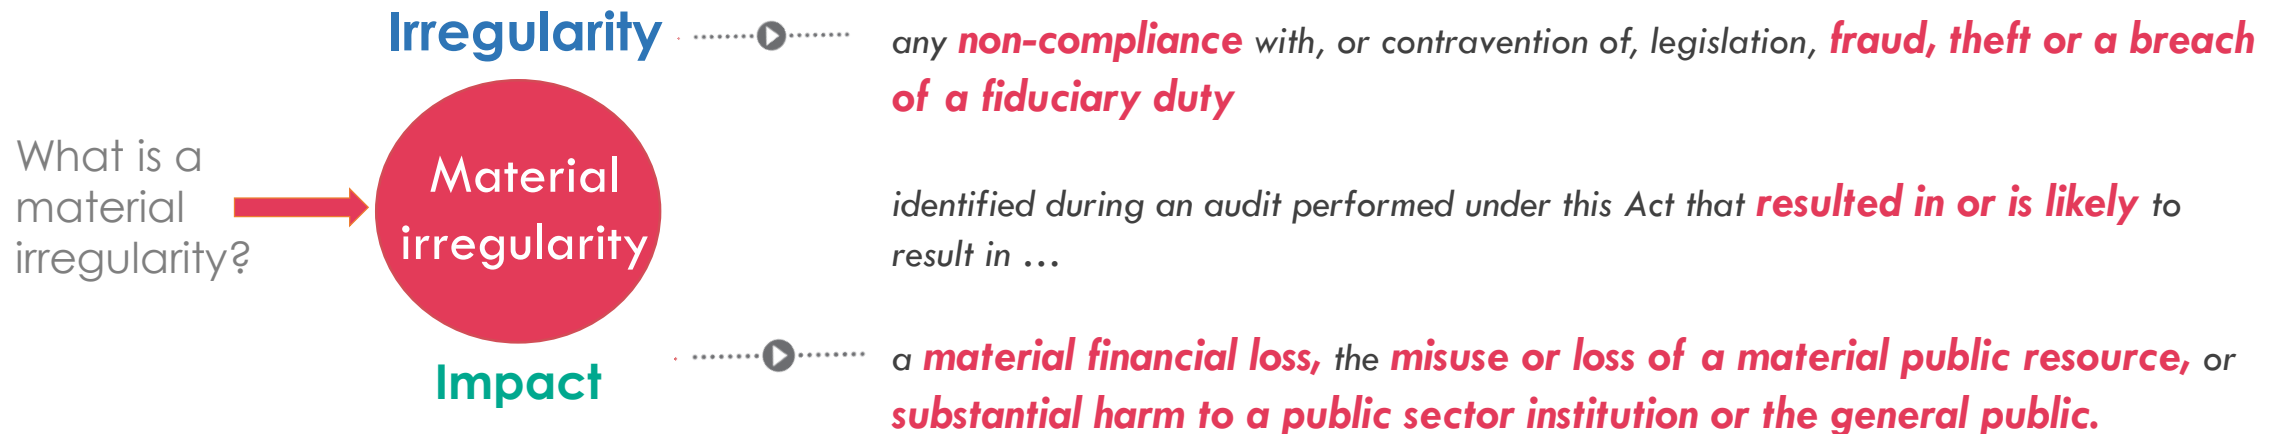 What is a
material
irregularity?
Irregularity
Material
irregularity
Impact
any non-compliance with, or contravention of, legislation, fraud, theft or a breach
of a fiduciary duty
identified during an audit performed under this Act that resulted in or is likely to
result in …
a material financial loss, the misuse or loss of a material public resource, or
substantial harm to a public sector institution or the general public.